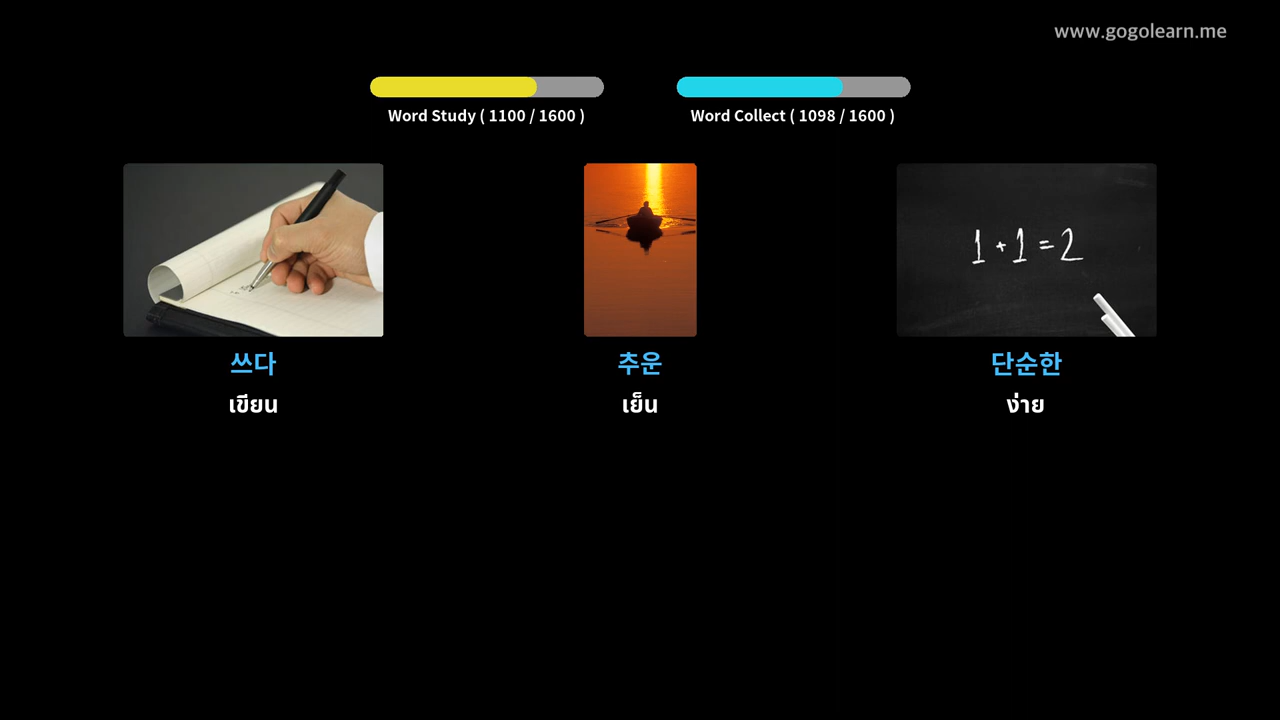 www.gogolearn.me
Word Study ( 1100 / 1600 )
Word Collect ( 1098 / 1600 )
1 + 1 = 2
쓰다
추운
단순한
เขียน
เย็น
ง่าย